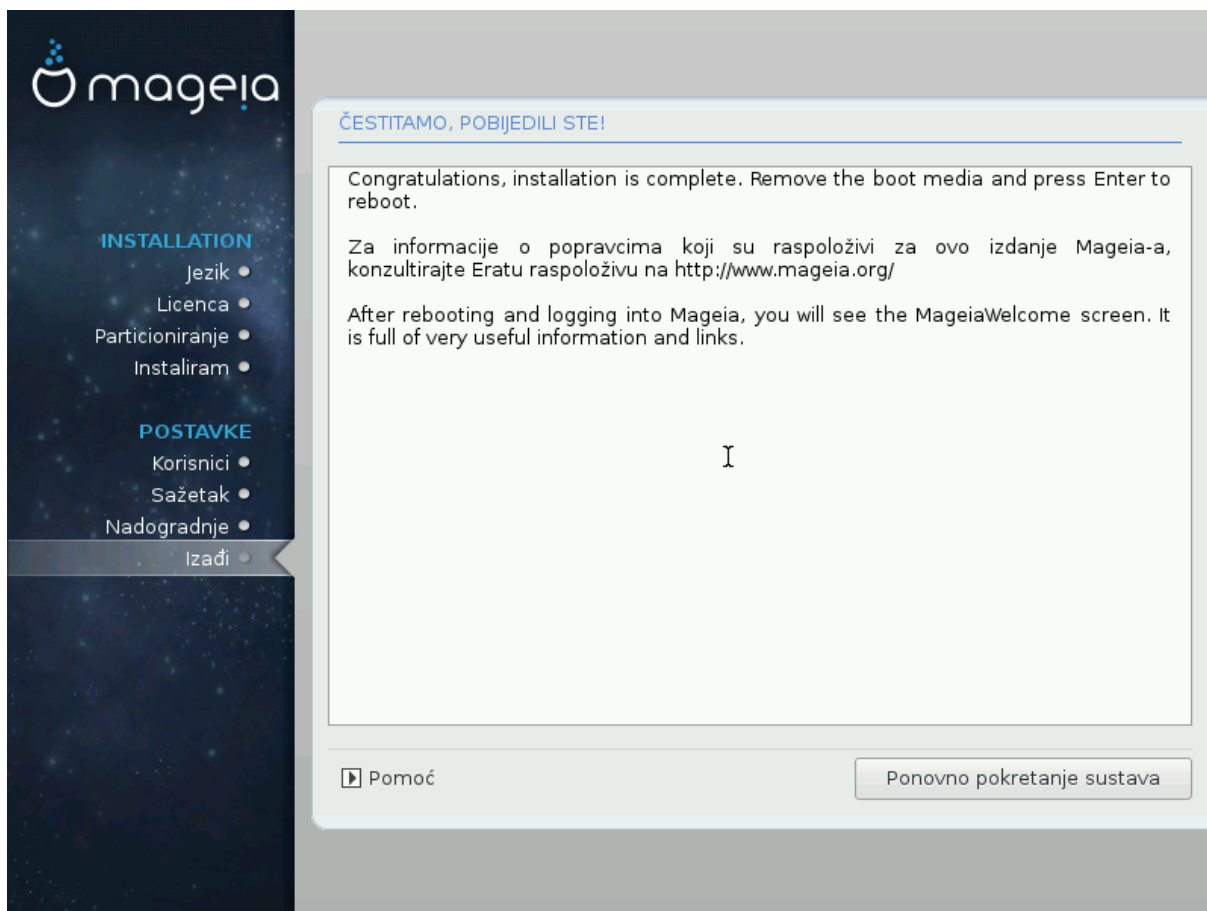 mageia
INSTALLATION
Jezik
Licenca
Particioniranje
Instaliram
POSTAVKE
Korisnici
Sažetak
Nadogradnje
Izađi
ČESTITAMO, POBIJEDILI STE!
Congratulations, installation is complete. Remove the boot media and press Enter to
reboot.
Za informacije o popravcima koji su raspoloživi za ovo izdanje Mageia-a,
konzultirajte Eratu raspoloživu na http://www.mageia.org/
After rebooting and logging into Mageia, you will see the MageiaWelcome screen. It
is full of very useful information and links.
Pomoć
Ponovno pokretanje sustava